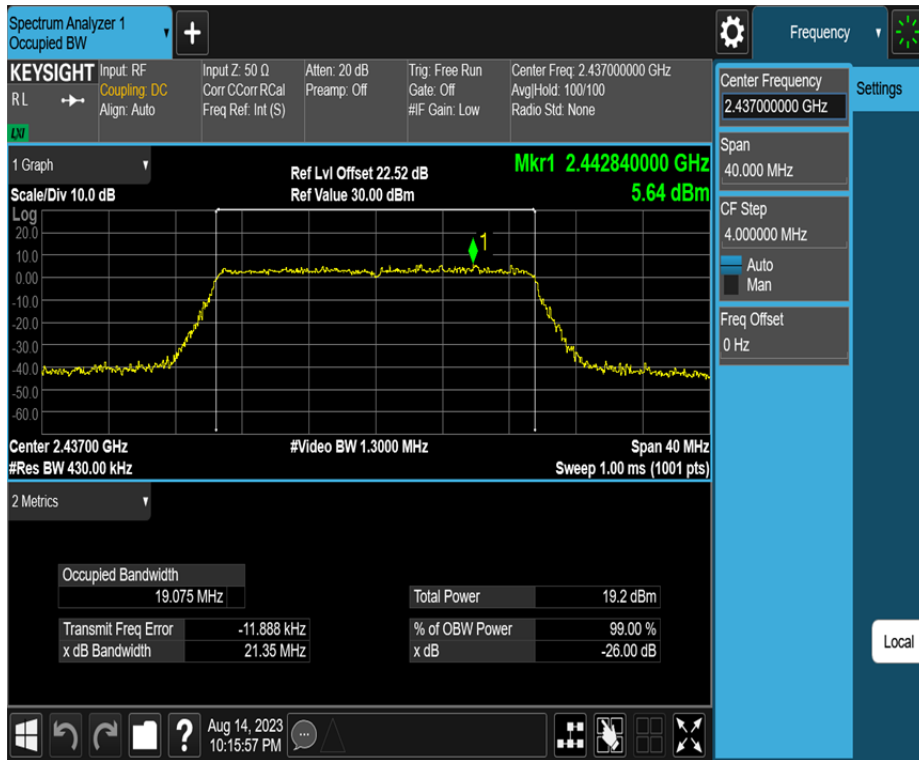 Spectrum Analyzer 1
Occupied BW
+
Frequency
KEYSIGHT
R L
LXI
Input: RF
Coupling: DC
Align: Auto
Input Z: 50 Ω
Corr CCorr RCal
Freq Ref: Int (S)
Atten: 20 dB
Preamp: Off
Trig: Free Run
Gate: Off
#IF Gain: Low
Center Freq: 2.437000000 GHz
Avg|Hold: 100/100
Radio Std: None
Center Frequency
2.437000000 GHz
Settings
Span
40.000 MHz
CF Step
4.000000 MHz
Auto
Man
Freq Offset
0 Hz
Local
1 Graph
Scale/Div 10.0 dB
Ref Lvl Offset 22.52 dB
Ref Value 30.00 dBm
Mkr1 2.442840000 GHz
5.64 dBm
Log
20.0
10.0
0.00
-10.0
-20.0
-30.0
-40.0
-50.0
-60.0
1
Center 2.43700 GHz
#Video BW 1.3000 MHz
Span 40 MHz
#Res BW 430.00 kHz
Sweep 1.00 ms (1001 pts)
2 Metrics
Occupied Bandwidth
19.075 MHz
Total Power 19.2 dBm
Transmit Freq Error -11.888 kHz
% of OBW Power 99.00 %
x dB Bandwidth 21.35 MHz
x dB -26.00 dB
?
Aug 14, 2023
10:15:57 PM